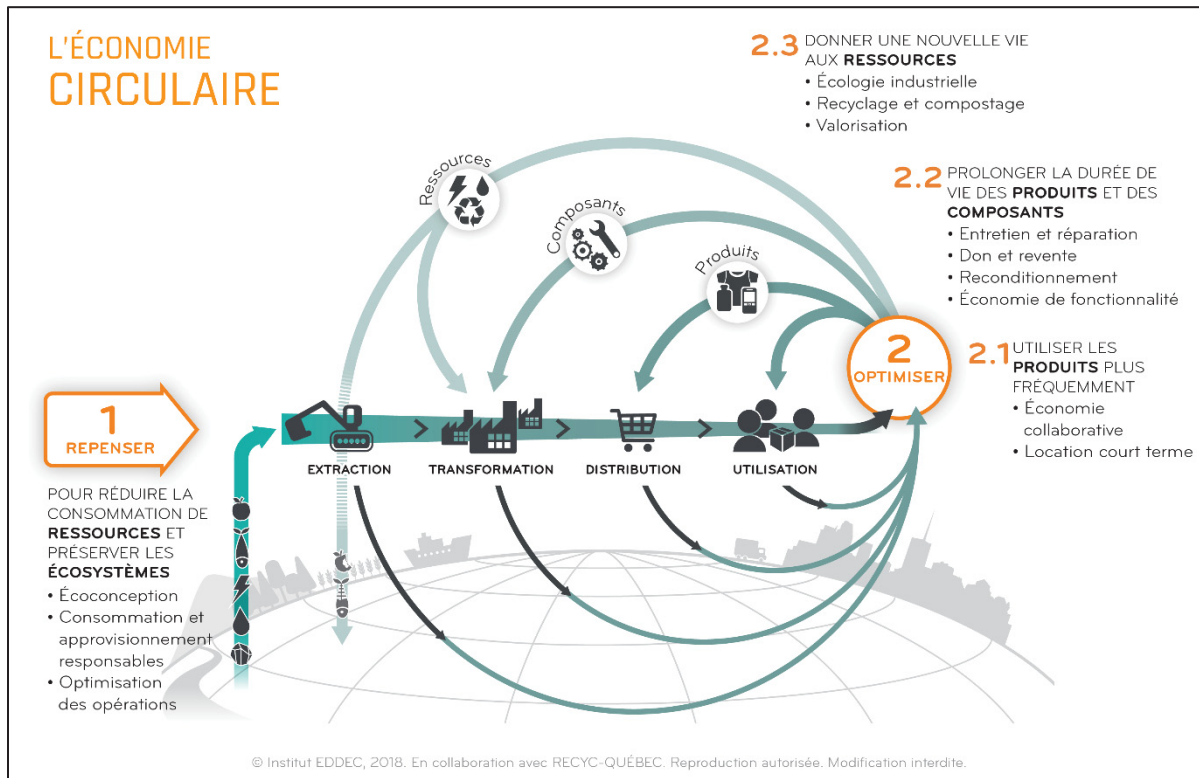 L'ÉCONOMIE
CIRCULAIRE
2.3 DONNER UNE NOUVELLE VIE
AUX RESSOURCES
• Écologie industrielle
• Recyclage et compostage
• Valorisation
2.2 PROLONGER LA DURÉE DE
VIE DES PRODUITS ET DES
COMPOSANTS
• Entretien et réparation
• Don et revente
• Reconditionnement
• Économie de fonctionnalité
Ressources
Composants
Produits
2
OPTIMISER
2.1 UTILISER LES
PRODUITS PLUS
FRÉQUEMMENT
• Économie
collaborative
• Location court terme
1
REPENSER
EXTRACTION
TRANSFORMATION
DISTRIBUTION
UTILISATION
POUR RÉDUIRE LA
CONSOMMATION DE
RESSOURCES ET
PRÉSERVER LES
ÉCOSYSTÈMES
• Écoconception
• Consommation et
approvisionnement
responsables
• Optimisation
des opérations
© Institut EDDEC, 2018. En collaboration avec RECYC-QUÉBEC. Reproduction autorisée. Modification interdite.